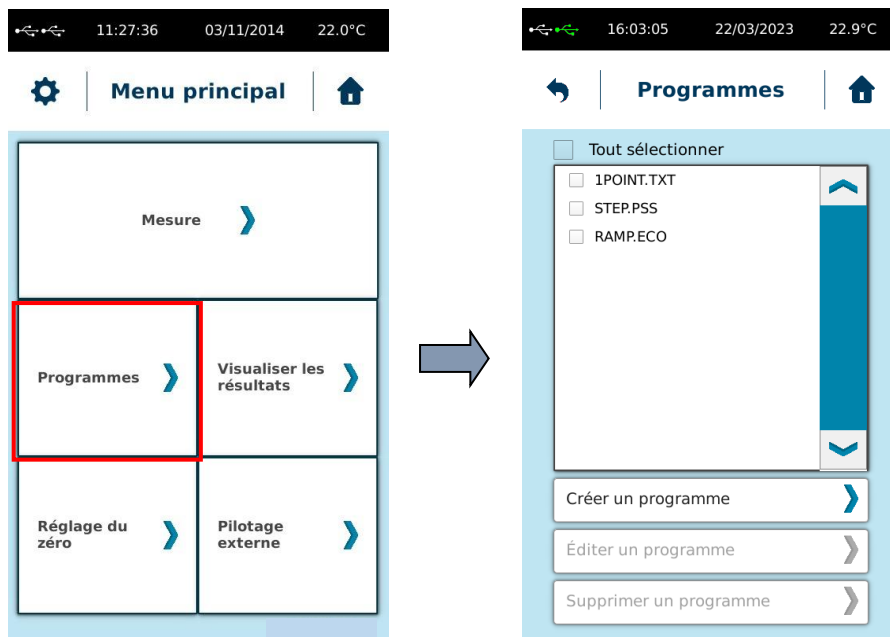 11:27:36 03/11/2014 22.0°C
Menu principal
Mesure
Programmes
Visualiser les
résultats
Réglage du
zéro
Pilotage
externe
16:03:05 22/03/2023 22.9°C
Programmes
Tout sélectionner
1POINT.TXT
STEP.PSS
RAMP.ECO
Créer un programme
Éditer un programme
Supprimer un programme